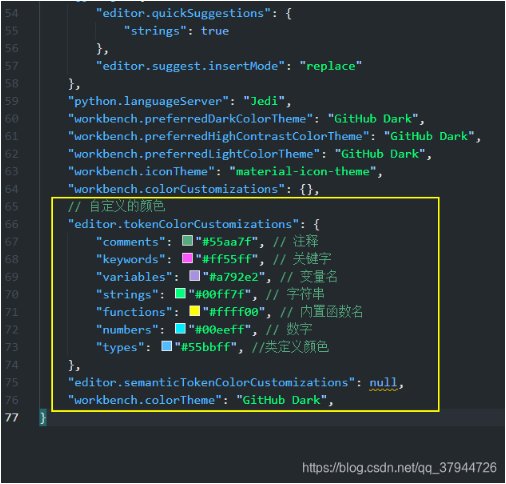 54 "editor.quickSuggestions": {
55 "strings": true
56 },
57 "editor.suggest.insertMode": "replace"
58 },
59 "python.languageServer": "Jedi",
60 "workbench.preferredDarkColorTheme": "GitHub Dark",
61 "workbench.preferredHighContrastColorTheme": "GitHub Dark",
62 "workbench.preferredLightColorTheme": "GitHub Dark",
63 "workbench.iconTheme": "material-icon-theme",
64 "workbench.colorCustomizations": {},
65 // 自定义的颜色
66 "editor.tokenColorCustomizations": {
67 "comments": "#55aa7f", // 注释
68 "keywords": "#ff55ff", // 关键字
69 "variables": "#a792e2", // 变量名
70 "strings": "#00ff7f", // 字符串
71 "functions": "#ffff00", // 内置函数名
72 "numbers": "#00eeff", // 数字
73 "types": "#55bbff", //类定义颜色
74 },
75 "editor.semanticTokenColorCustomizations": null,
76 "workbench.colorTheme": "GitHub Dark",
77 }
https://blog.csdn.net/qq_37944726